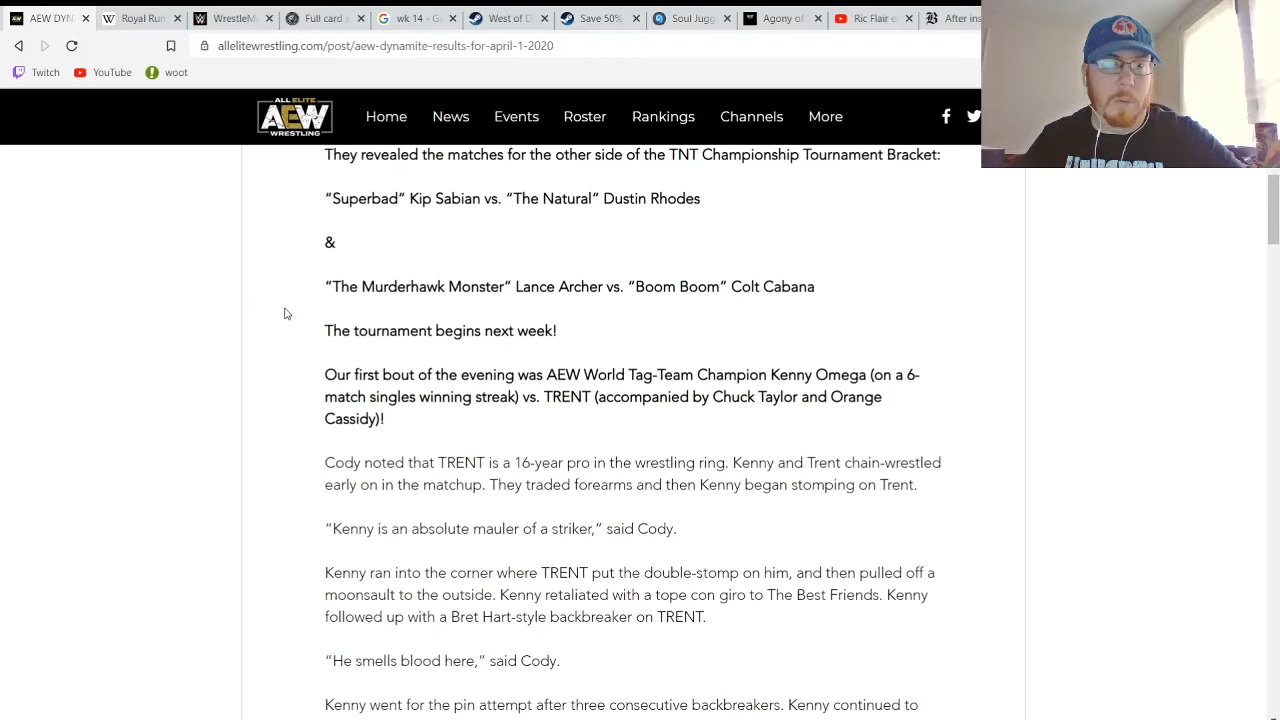 AEW DYN
Royal Run
WrestleM
Full card s
wk 14 - G
West of D
Save 50%
Soul Jugg
Agony of
Ric Flair e
After ins
allelitewrestling.com/post/aew-dynamite-results-for-april-1-2020
Twitch
YouTube
woot
ALL ELITE
AEW
WRESTLING
Home
News
Events
Roster
Rankings
Channels
More
They revealed the matches for the other side of the TNT Championship Tournament Bracket:
“Superbad” Kip Sabian vs. “The Natural” Dustin Rhodes
&
“The Murderhawk Monster” Lance Archer vs. “Boom Boom” Colt Cabana
The tournament begins next week!
Our first bout of the evening was AEW World Tag-Team Champion Kenny Omega (on a 6-
match singles winning streak) vs. TRENT (accompanied by Chuck Taylor and Orange
Cassidy)!
Cody noted that TRENT is a 16-year pro in the wrestling ring. Kenny and Trent chain-wrestled
early on in the matchup. They traded forearms and then Kenny began stomping on Trent.
“Kenny is an absolute mauler of a striker,” said Cody.
Kenny ran into the corner where TRENT put the double-stomp on him, and then pulled off a
moonsault to the outside. Kenny retaliated with a tope con giro to The Best Friends. Kenny
followed up with a Bret Hart-style backbreaker on TRENT.
“He smells blood here,” said Cody.
Kenny went for the pin attempt after three consecutive backbreakers. Kenny continued to